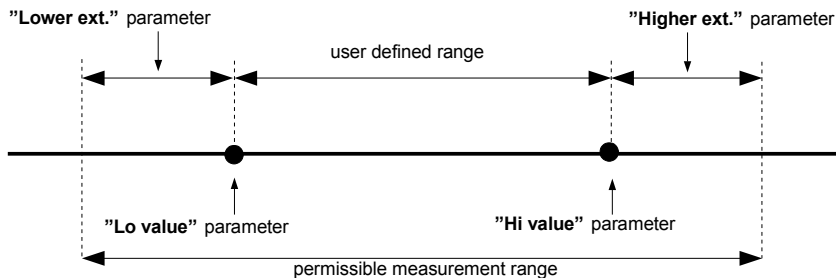 ”Lower ext.” parameter
”Higher ext.” parameter
user defined range
”Lo value” parameter
”Hi value” parameter
permissible measurement range